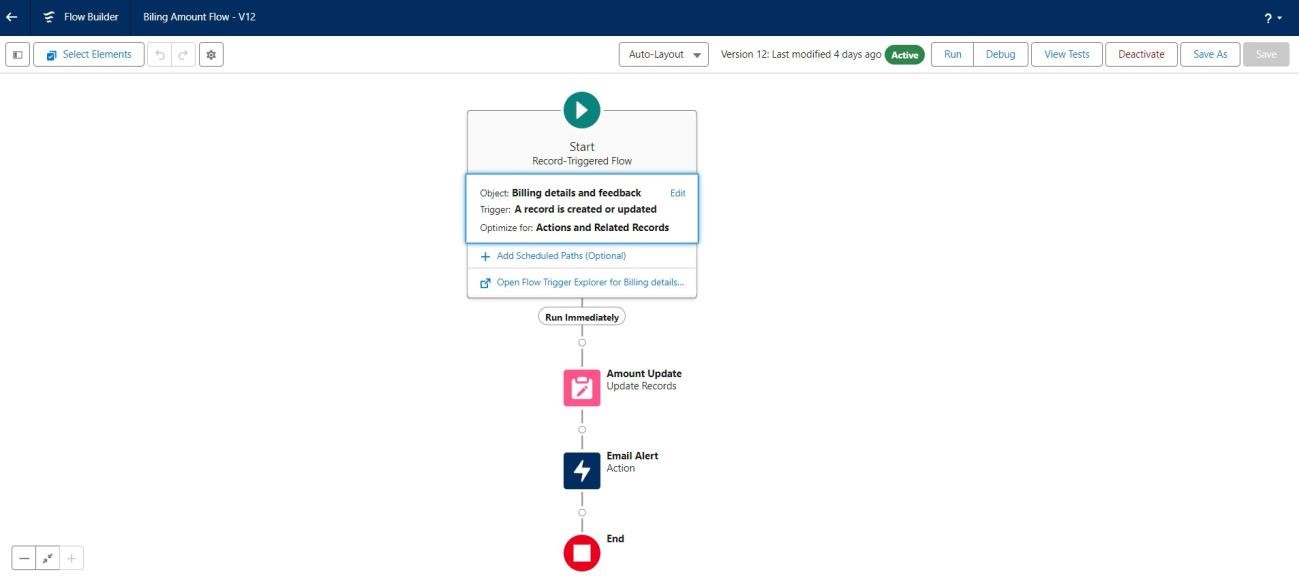 Flow Builder
Biling Amount Flow - V12
?
Select Elements
Auto-Layout
Version 12: Last modified 4 days ago
Active
Run
Debug
View Tests
Deactivate
Save As
Save
Start
Record-Triggered Flow
Object: Billing details and feedback
Edit
Trigger: A record is created or updated
Optimize for: Actions and Related Records
Add Scheduled Paths (Optional)
Open Flow Trigger Explorer for Billing details...
Run Immediately
Amount Update
Update Records
Email Alert
Action
End